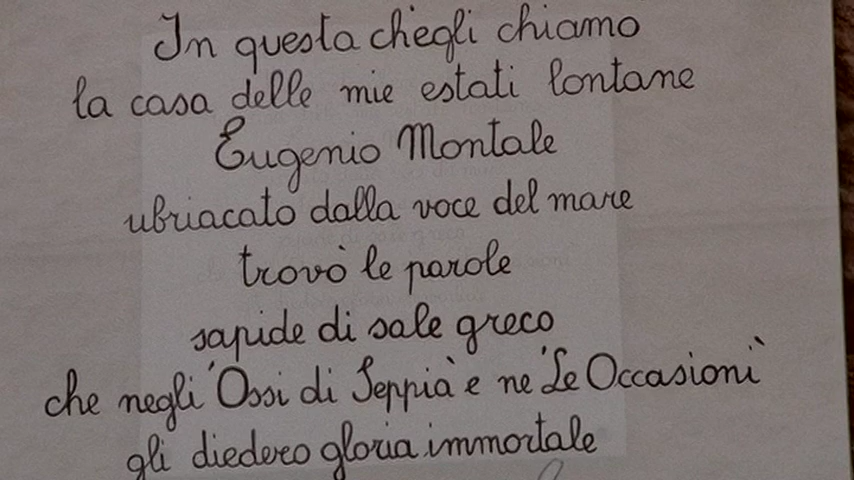 In questa ch'egli chiamo
la casa delle mie estati lontane
Eugenio Montale
ubriacato dalla voce del mare
trovò le parole
sapide di sale greco
che negli "Ossi di Seppia" e ne "Le Occasioni"
gli diedero gloria immortale